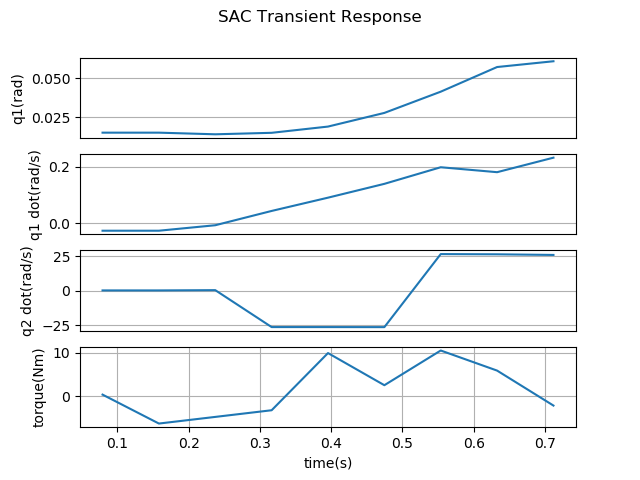 SAC Transient Response
q1(rad)
0.050
0.025
q1 dot(rad/s)
0.2
0.0
q2 dot(rad/s)
25
0
−25
torque(Nm)
10
0
0.1 0.2 0.3 0.4 0.5 0.6 0.7
time(s)